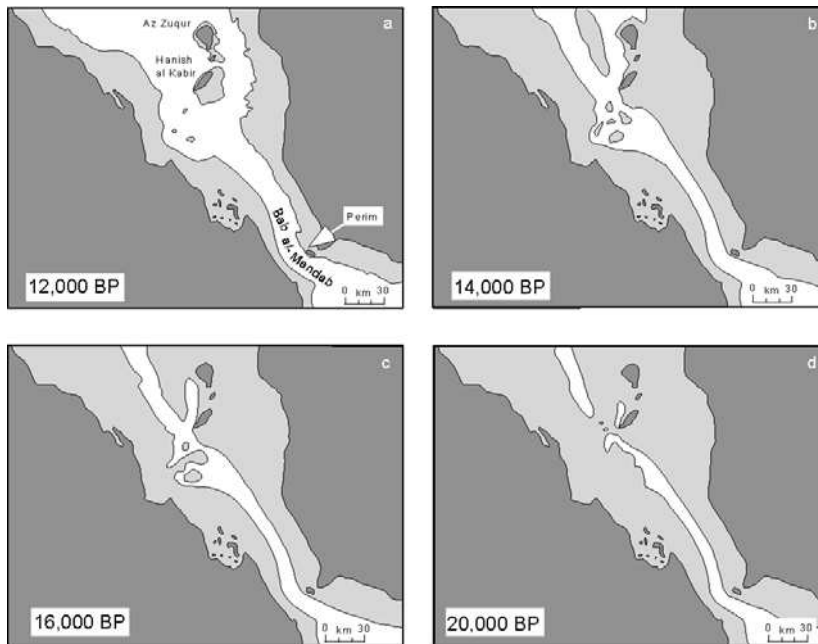 a
Az Zuqur
Hanish
al Kabir
Perim
Bab al-Mandab
12,000 BP
0 km 30
b
14,000 BP
0 km 30
c
16,000 BP
0 km 30
d
20,000 BP
0 km 30